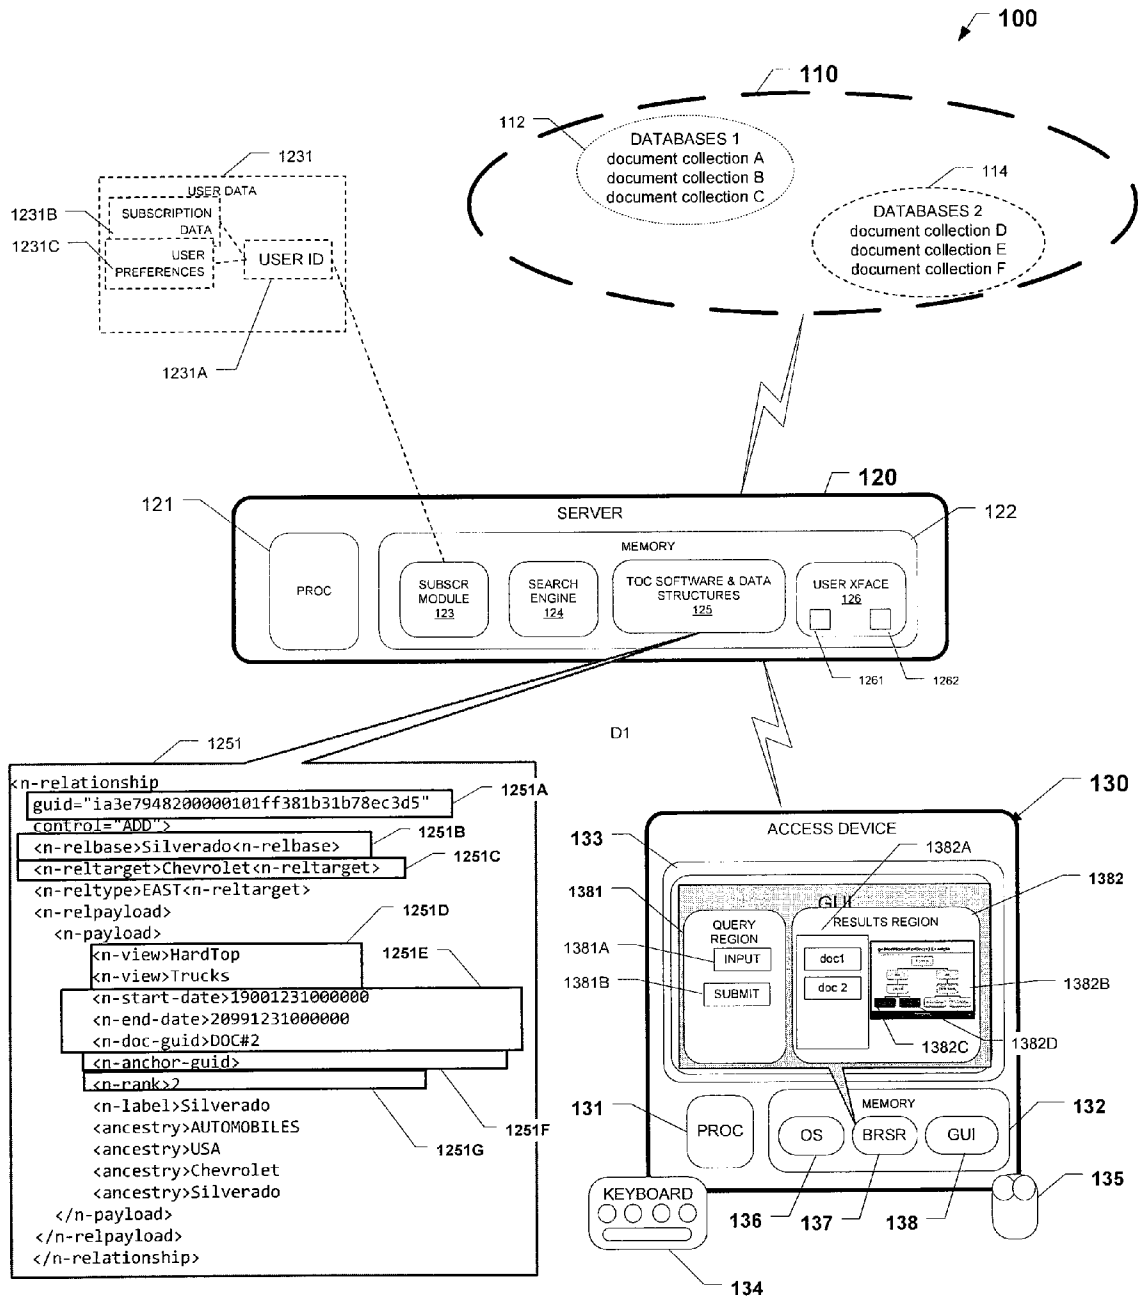 100
110
112
DATABASES 1
document collection A
document collection B
document collection C
114
DATABASES 2
document collection D
document collection E
document collection F
1231
USER DATA
1231B
SUBSCRIPTION
DATA
1231C
USER
PREFERENCES
USER ID
1231A
120
121
SERVER
122
MEMORY
PROC
SUBSCR
MODULE
123
SEARCH
ENGINE
124
TOC SOFTWARE & DATA
STRUCTURES
125
USER XFACE
126
1261
1262
D1
1251
<n-relationship
guid="ia3e7948200000101ff381b31b78ec3d5"
1251A
control="ADD">
1251B
<n-relbase>Silverado<n-relbase>
1251C
<n-reltarget>Chevrolet<n-reltarget>
<n-reltype>EAST<n-reltarget>
<n-relpayload>
1251D
<n-payload>
1251E
<n-view>HardTop
<n-view>Trucks
<n-start-date>19001231000000
<n-end-date>20991231000000
<n-doc-guid>DOC#2
<n-anchor-guid>
<n-rank>2
<n-label>Silverado
<ancestry>AUTOMOBILES
1251F
<ancestry>USA
1251G
<ancestry>Chevrolet
<ancestry>Silverado
</n-payload>
</n-relpayload>
</n-relationship>
130
ACCESS DEVICE
133
1382A
1381
1382
GUI
QUERY
REGION
RESULTS REGION
1381A
INPUT
doc1
1381B
SUBMIT
doc 2
1382B
1382C
1382D
131
PROC
MEMORY
132
OS
BRSR
GUI
KEYBOARD
135
136
137
138
134